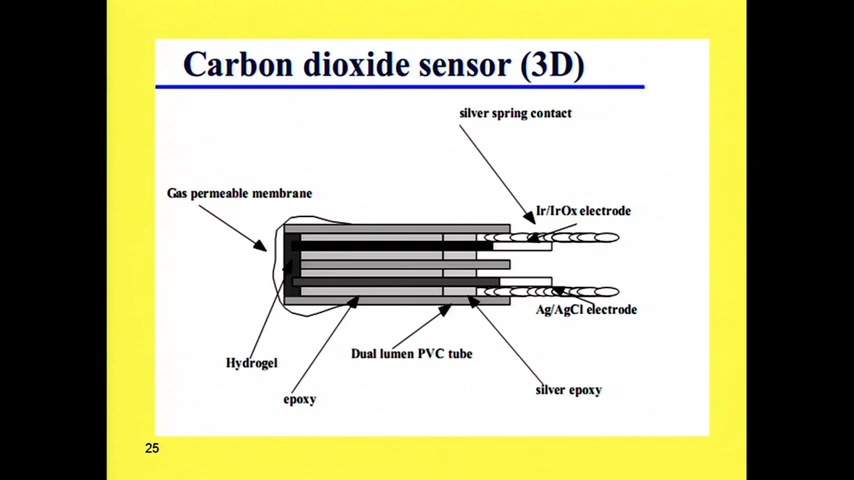 Carbon dioxide sensor (3D)
silver spring contact
Gas permeable membrane
Ir/IrOx electrode
Ag/AgCl electrode
Dual lumen PVC tube
Hydrogel
silver epoxy
epoxy
25